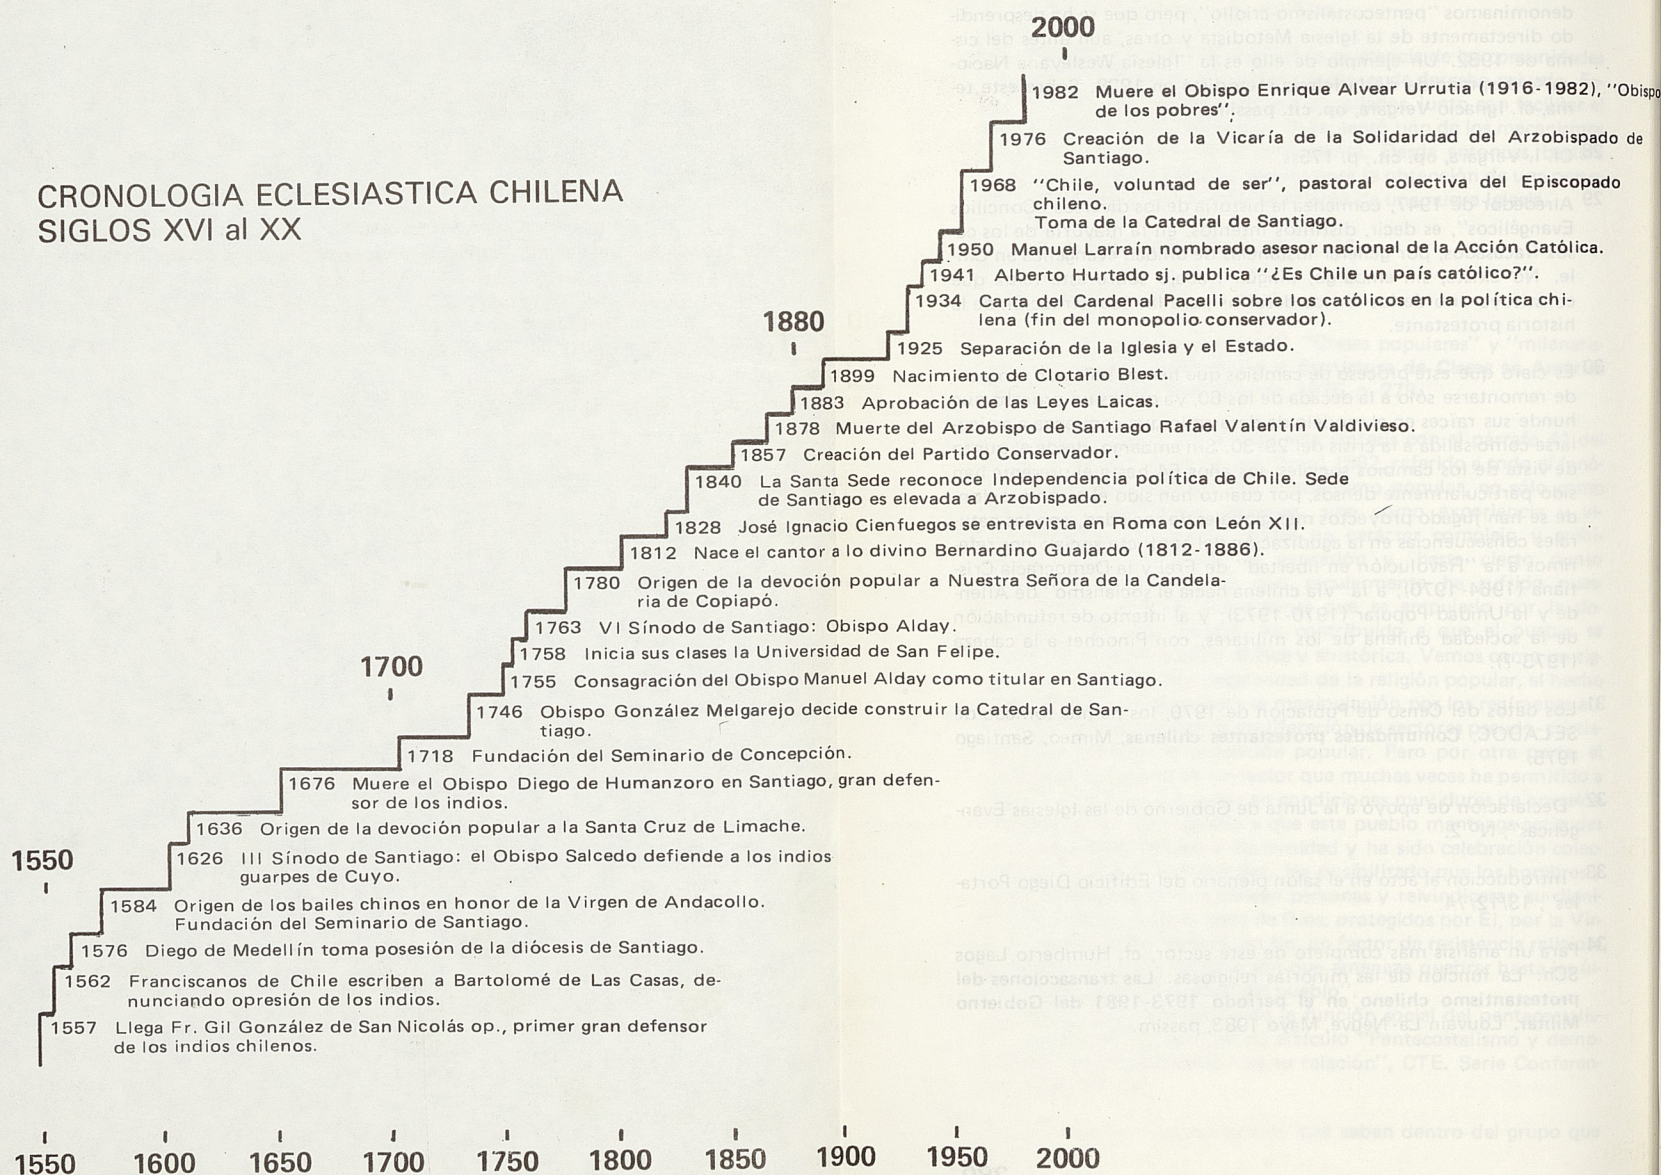 2000
1982 Muere el Obispo Enrique Alvear Urrutia (1916-1982), "Obispo
de los pobres".
1976 Creación de la Vicaría de la Solidaridad del Arzobispado de
Santiago.
CRONOLOGIA ECLESIASTICA CHILENA
SIGLOS XVI al XX
1968 "Chile, voluntad de ser", pastoral colectiva del Episcopado
chileno.
Toma de la Catedral de Santiago.
1950 Manuel Larraín nombrado asesor nacional de la Acción Católica.
1941 Alberto Hurtado sj. publica "¿Es Chile un país católico?".
1934 Carta del Cardenal Pacelli sobre los católicos en la política chi-
lena (fin del monopolio conservador).
1880
1925 Separación de la Iglesia y el Estado.
1899 Nacimiento de Clotario Blest.
1883 Aprobación de las Leyes Laicas.
1878 Muerte del Arzobispo de Santiago Rafael Valentín Valdivieso.
1857 Creación del Partido Conservador.
1840 La Santa Sede reconoce Independencia política de Chile. Sede
de Santiago es elevada a Arzobispado.
1828 José Ignacio Cienfuegos se entrevista en Roma con León XII.
1812 Nace el cantor a lo divino Bernardino Guajardo (1812-1886).
1780 Origen de la devoción popular a Nuestra Señora de la Candela-
ria de Copiapó.
1763 VI Sínodo de Santiago: Obispo Alday.
1758 Inicia sus clases la Universidad de San Felipe.
1700
1755 Consagración del Obispo Manuel Alday como titular en Santiago.
1746 Obispo González Melgarejo decide construir la Catedral de San-
tiago.
1718 Fundación del Seminario de Concepción.
1676 Muere el Obispo Diego de Humanzoro en Santiago, gran defen-
sor de los indios.
1636 Origen de la devoción popular a la Santa Cruz de Limache.
1550
1626 III Sínodo de Santiago: el Obispo Salcedo defiende a los indios
guarpes de Cuyo.
1584 Origen de los bailes chinos en honor de la Virgen de Andacollo.
Fundación del Seminario de Santiago.
1576 Diego de Medellín toma posesión de la diócesis de Santiago.
1562 Franciscanos de Chile escriben a Bartolomé de Las Casas, de-
nunciando opresión de los indios.
1557 Llega Fr. Gil González de San Nicolás op., primer gran defensor
de los indios chilenos.
1550 1600 1650 1700 1750 1800 1850 1900 1950 2000